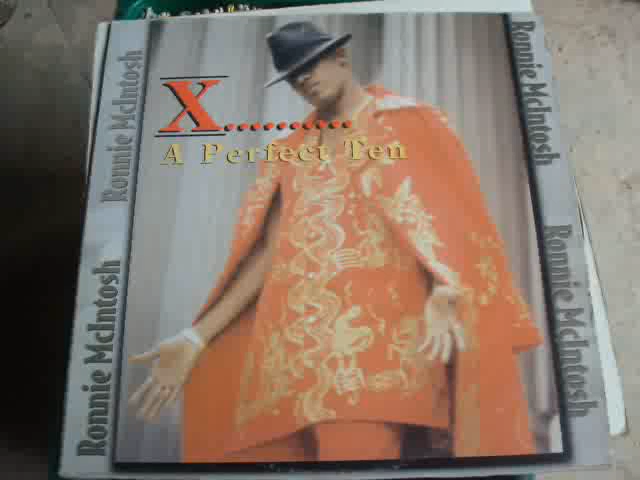 Ronnie McIntosh
Ronnie McIntosh
X..........
A Perfect Ten
Ronnie McIntosh
Ronnie McIntosh